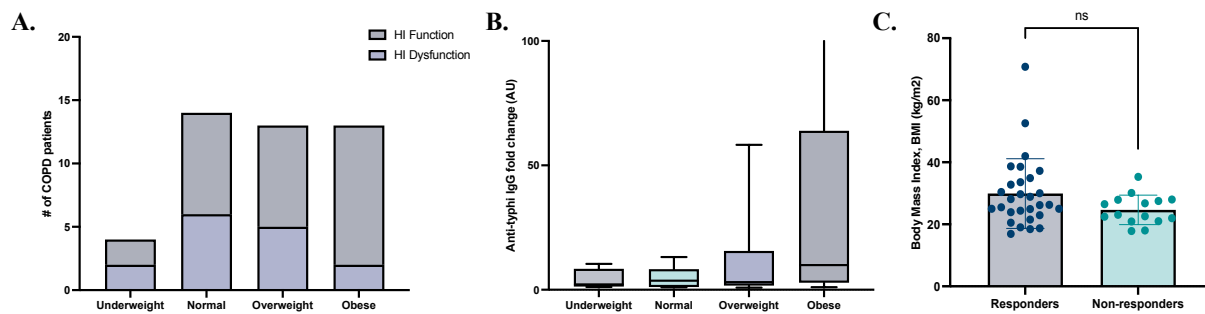 A.
# of COPD patients
20
15
10
5
0
HI Function
HI Dysfunction
Underweight Normal Overweight Obese
B.
Anti-typhi IgG fold change (AU)
100
50
0
Underweight Normal Overweight Obese
C.
ns
Body Mass Index, BMI (kg/m2)
80
60
40
20
0
Responders Non-responders